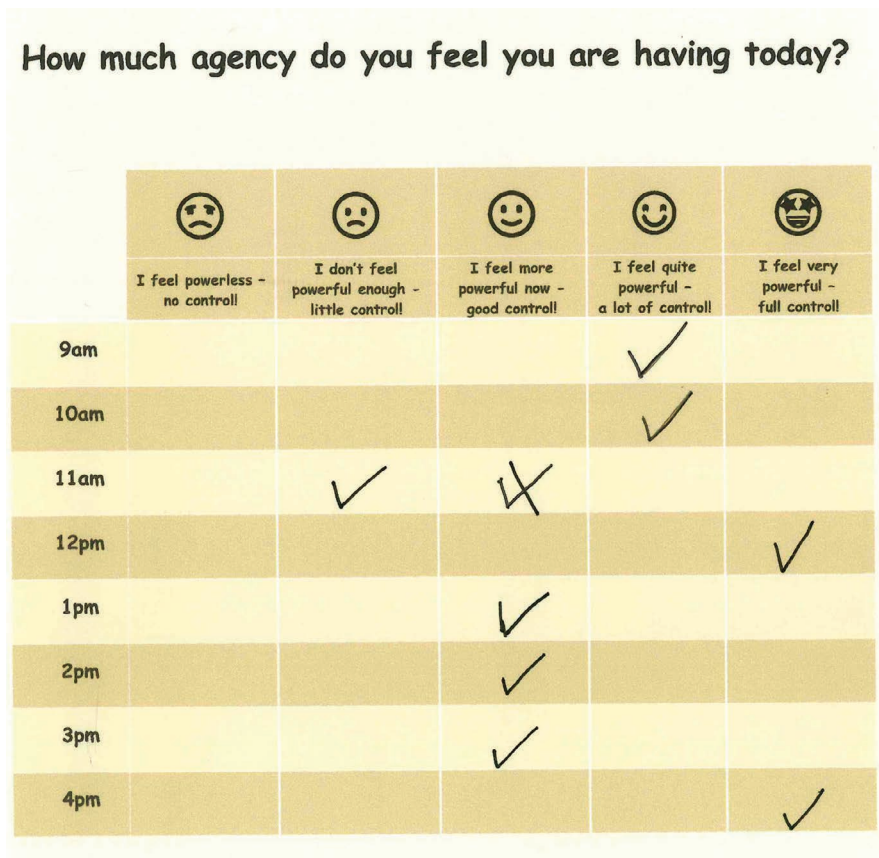 How much agency do you feel you are having today?
I feel powerless -
no control!
I don't feel
powerful enough -
little control!
I feel more
powerful now -
good control!
I feel quite
powerful -
a lot of control!
I feel very
powerful -
full control!
9am
10am
11am
12pm
1pm
2pm
3pm
4pm